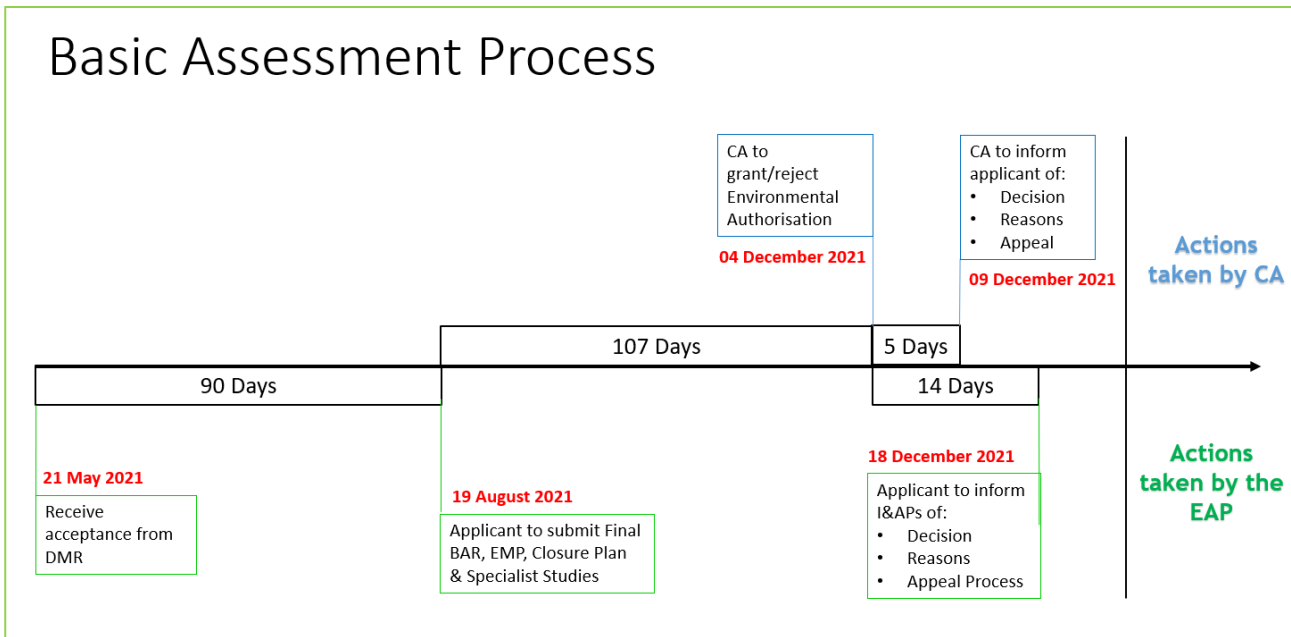 Basic Assessment Process
CA to
grant/reject
Environmental
Authorisation
04 December 2021
CA to inform
applicant of:
• Decision
• Reasons
• Appeal
09 December 2021
Actions
taken by CA
107 Days
5 Days
90 Days
14 Days
21 May 2021
Receive
acceptance from
DMR
19 August 2021
Applicant to submit Final
BAR, EMP, Closure Plan
& Specialist Studies
18 December 2021
Applicant to inform
I&APs of:
• Decision
• Reasons
• Appeal Process
Actions
taken by the
EAP